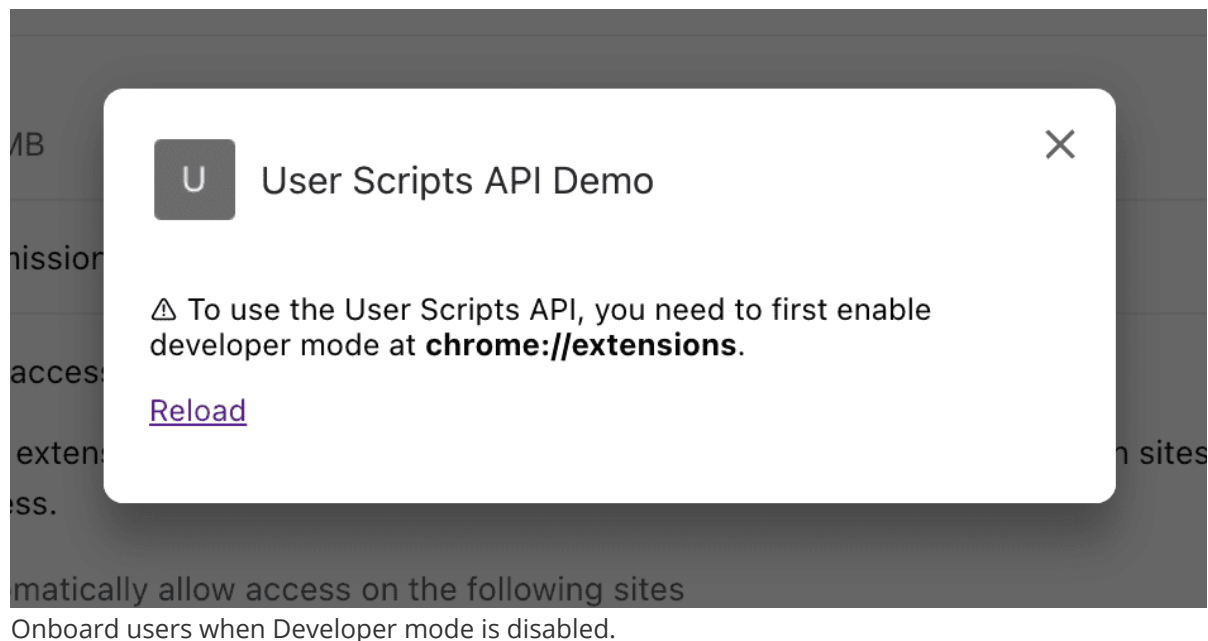 MB
U
User Scripts API Demo
nission
⚠ To use the User Scripts API, you need to first enable
developer mode at chrome://extensions.
access
Reload
extens
n sites
ess.
matically allow access on the following sites
Onboard users when Developer mode is disabled.